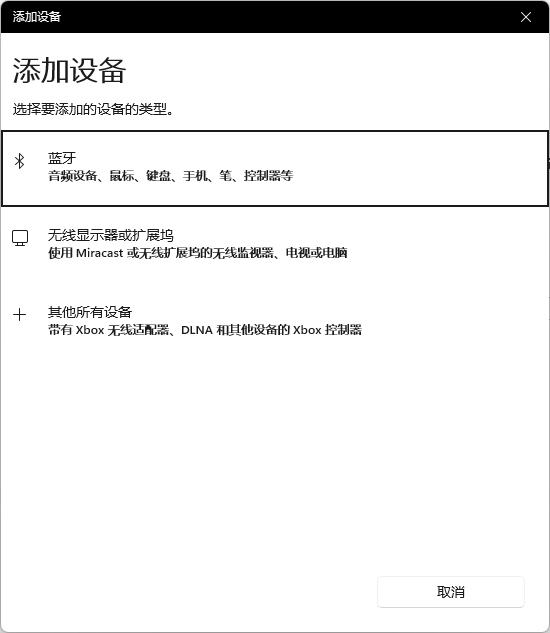 添加设备
添加设备
选择要添加的设备的类型。
蓝牙
音频设备、鼠标、键盘、手机、笔、控制器等
无线显示器或扩展坞
使用 Miracast 或无线扩展坞的无线监视器、电视或电脑
其他所有设备
带有 Xbox 无线适配器、DLNA 和其他设备的 Xbox 控制器
取消